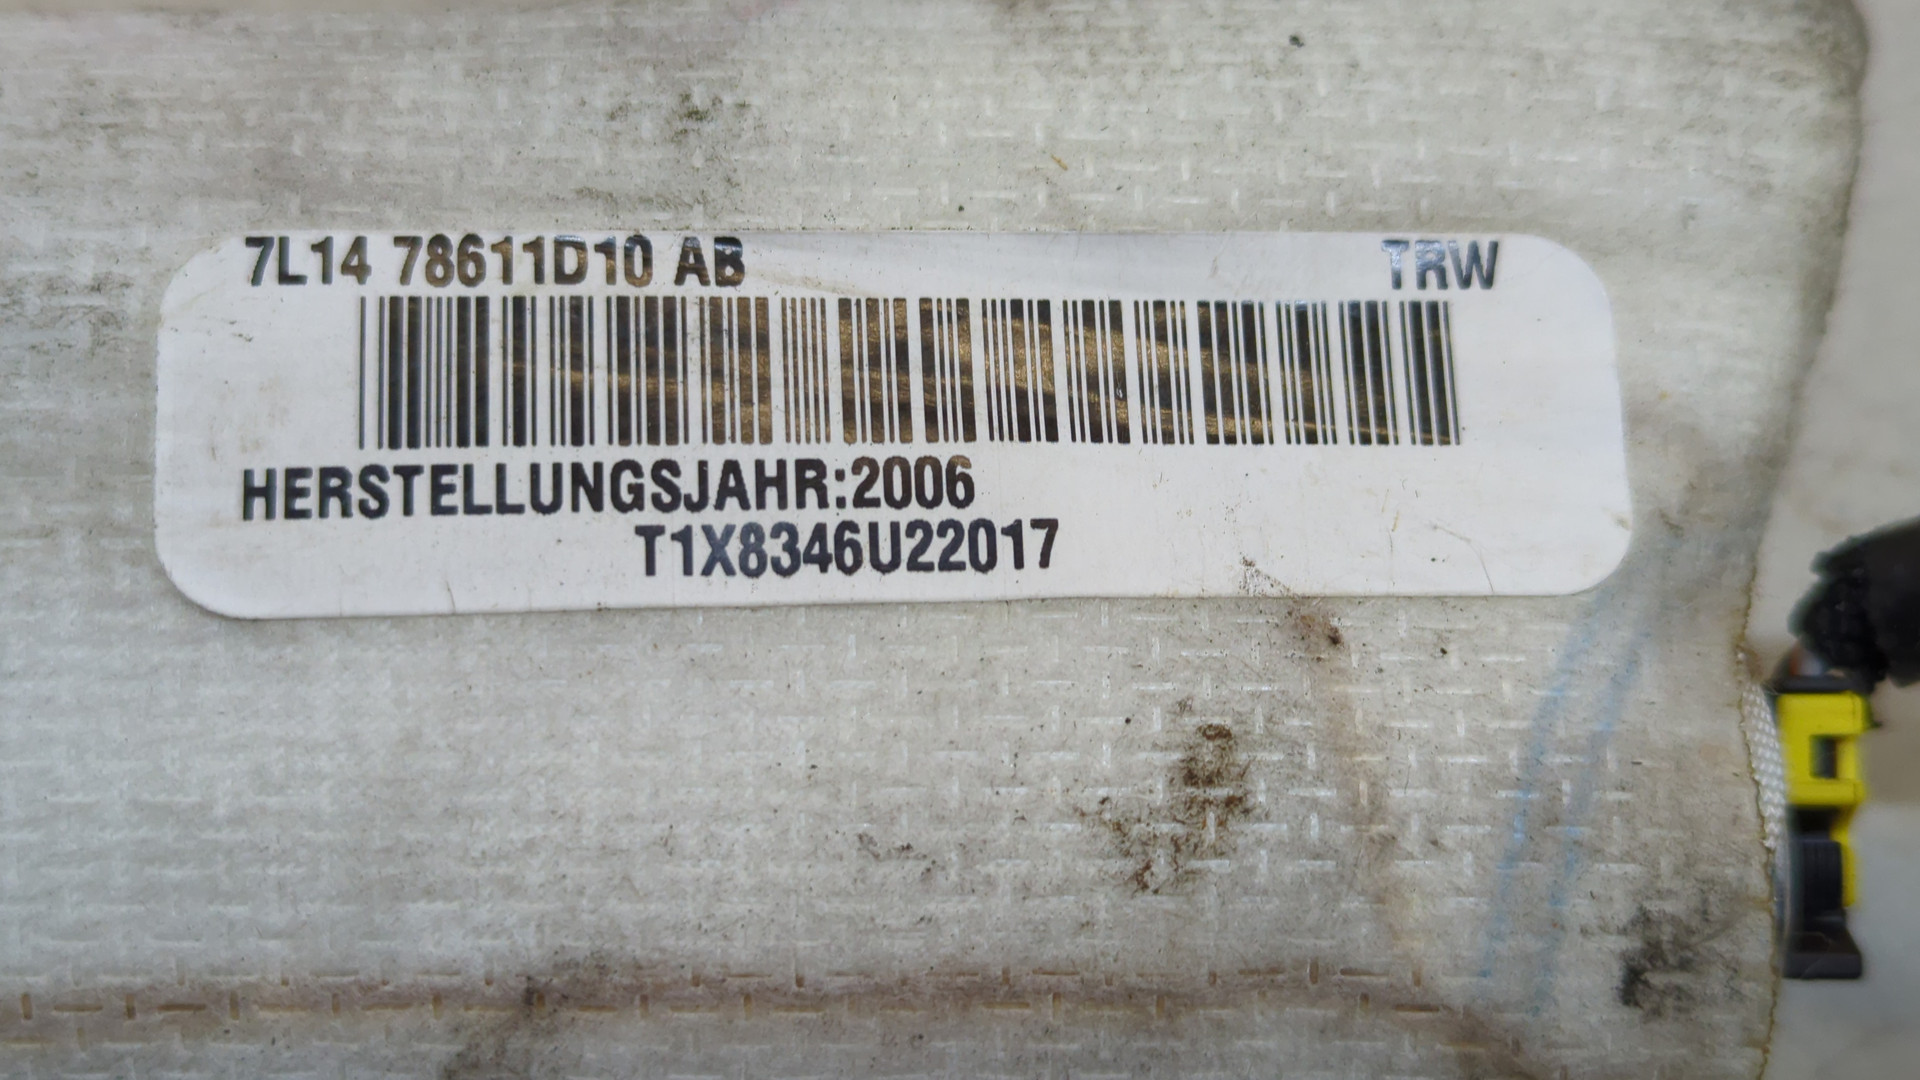 7L14 78611D10 AB TRW
HERSTELLUNGSJAHR:2006
T1X8346U22017